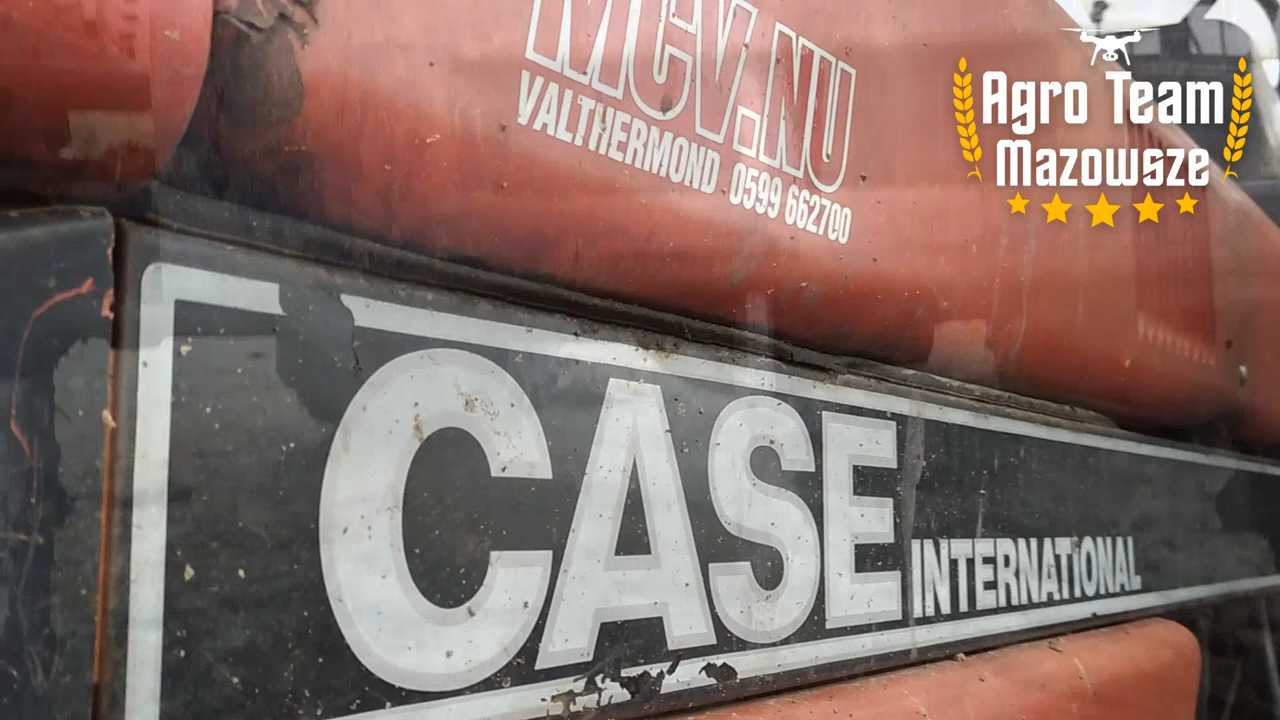 MCV.NU
VALTHERMOND 0599 662700
Agro Team
Mazowsze
CASE INTERNATIONAL